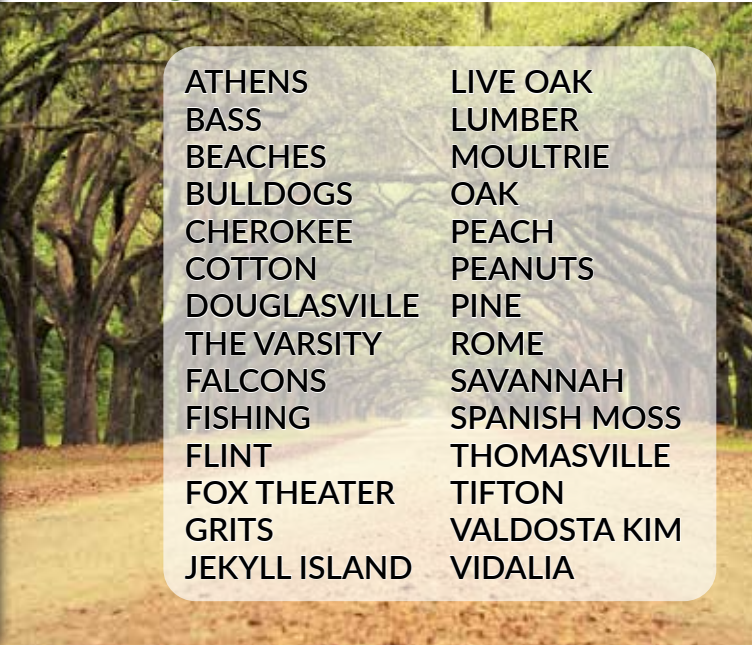 ATHENS
BASS
BEACHES
BULLDOGS
CHEROKEE
COTTON
DOUGLASVILLE
THE VARSITY
FALCONS
FISHING
FLINT
FOX THEATER
GRITS
JEKYLL ISLAND
LIVE OAK
LUMBER
MOULTRIE
OAK
PEACH
PEANUTS
PINE
ROME
SAVANNAH
SPANISH MOSS
THOMASVILLE
TIFTON
VALDOSTA KIM
VIDALIA